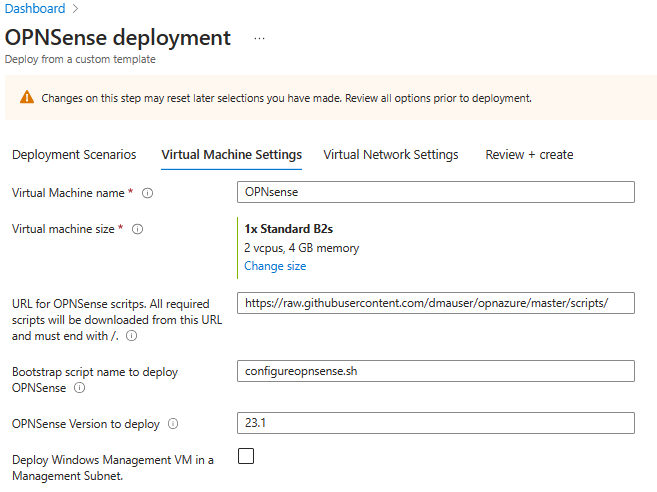 Dashboard >
OPNSense deployment ...
Deploy from a custom template
Changes on this step may reset later selections you have made. Review all options prior to deployment.
Deployment Scenarios Virtual Machine Settings Virtual Network Settings Review + create
Virtual Machine name * OPNsense
Virtual machine size * 1x Standard B2s
2 vcpus, 4 GB memory
Change size
URL for OPNSense scritps. All required https://raw.githubusercontent.com/dmauser/opnazure/master/scripts/
scripts will be downloaded from this URL
and must end with /.
Bootstrap script name to deploy configureopnsense.sh
OPNSense
OPNSense Version to deploy 23.1
Deploy Windows Management VM in a
Management Subnet.